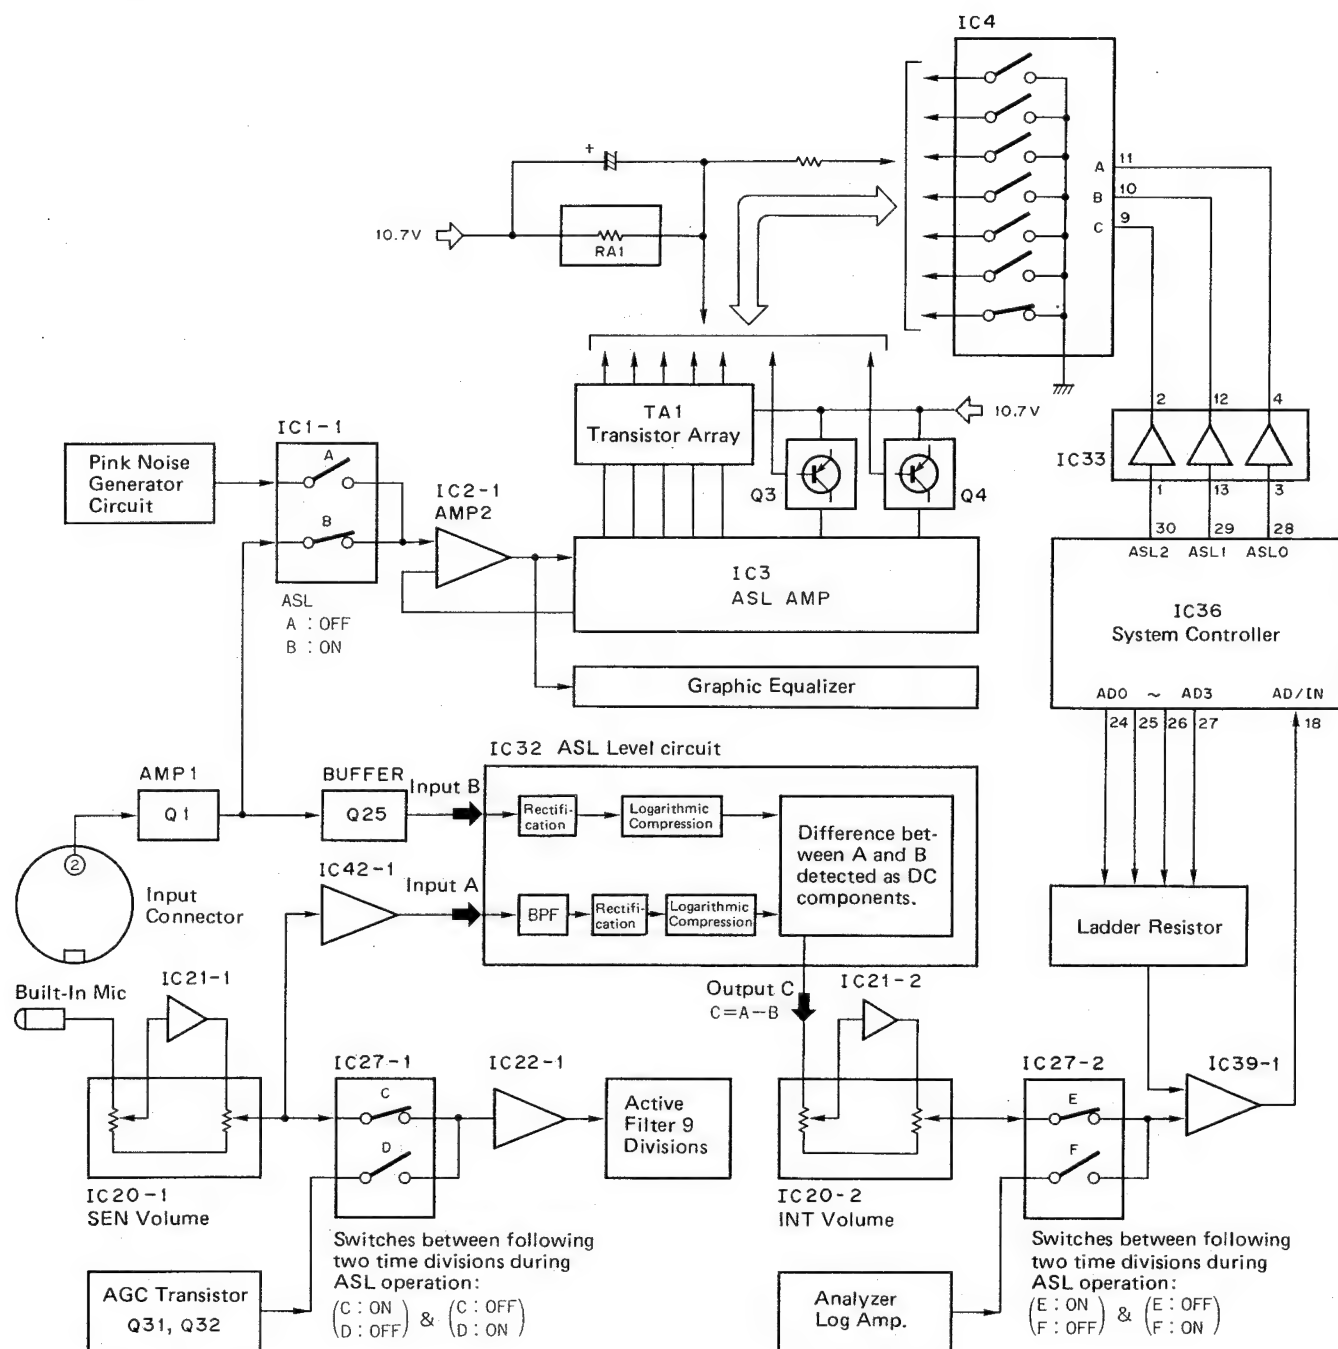 IC4
A
11
B
10
C
9
+
10.7V
RA1
TA1
Transistor Array
10.7V
2
12
4
IC33
1
13
3
IC1-1
Pink Noise
Generator
Circuit
A
B
IC2-1
AMP2
Q3
Q4
30
29
28
ASL2
ASL1
ASL0
IC3
ASL AMP
IC36
System Controller
ASL
A : OFF
B : ON
Graphic Equalizer
AD0
~
AD3
AD/IN
24
25
26
27
18
IC32 ASL Level circuit
AMP1
Q1
BUFFER
Q25
Input B
Rectifi-
cation
Logarithmic
Compression
Difference bet-
ween A and B
detected as DC
components.
2
Input
Connector
IC42-1
Input A
BPF
Rectifi-
cation
Logarithmic
Compression
Ladder Resistor
Built-In Mic
IC21-1
Output C
C=A-B
IC21-2
IC27-1
IC22-1
IC27-2
IC39-1
C
D
Active
Filter 9
Divisions
E
F
IC20-1
SEN Volume
IC20-2
INT Volume
Switches between following
two time divisions during
ASL operation:
(C : ON
D : OFF) & (C : OFF
D : ON)
Switches between following
two time divisions during
ASL operation:
(E : ON
F : OFF) & (E : OFF
F : ON)
AGC Transistor
Q31, Q32
Analyzer
Log Amp.